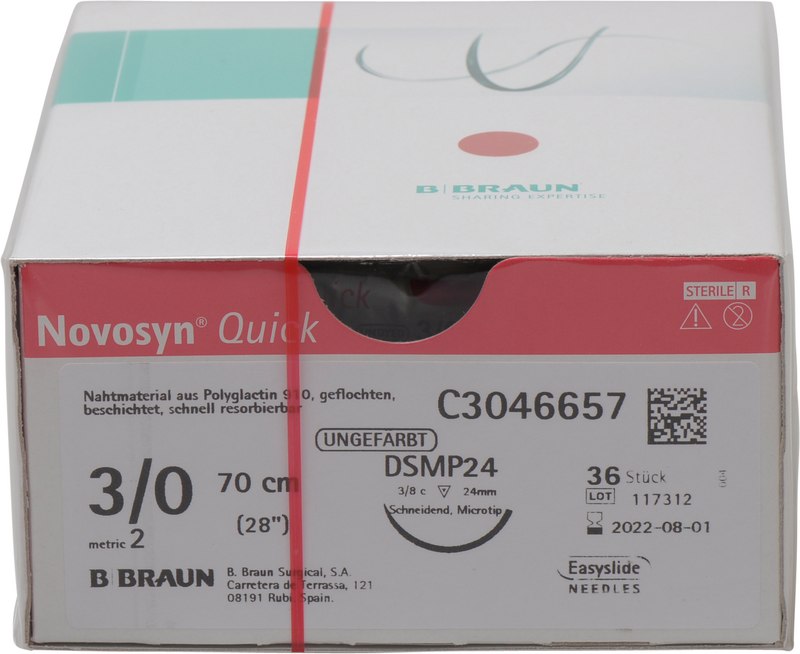 B|BRAUN
SHARING EXPERTISE
STERILE R
Novosyn® Quick
Nahtmaterial aus Polyglactin 910, geflochten,
beschichtet, schnell resorbierbar
C3046657
UNGEFÄRBT
3/0
70 cm
(28")
metric 2
DSMP24
3/8 c 24mm
Schneidend, Microtip
36 Stück
LOT 117312
2022-08-01
B|BRAUN
B. Braun Surgical, S.A.
Carretera de Terrassa, 121
08191 Rubi, Spain.
Easyslide
NEEDLES